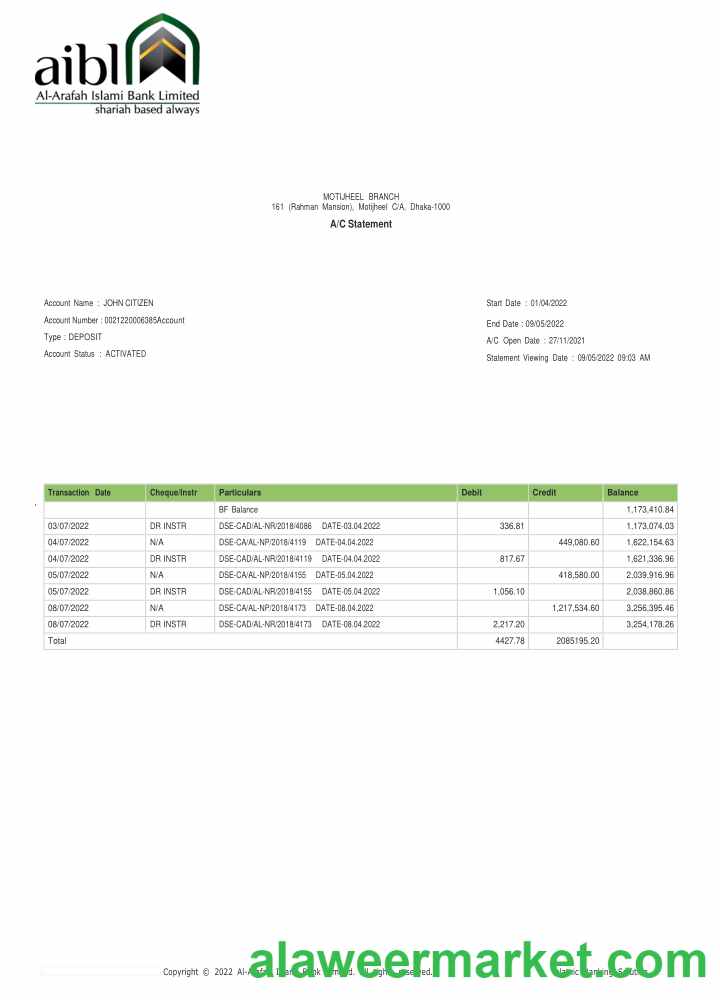 aibl
Al-Arafah Islami Bank Limited
shariah based always
MOTIJHEEL BRANCH
161 (Rahman Mansion), Motijheel C/A, Dhaka-1000
A/C Statement
Account Name : JOHN CITIZEN
Account Number : 0021220006385Account
Type : DEPOSIT
Account Status : ACTIVATED
Start Date : 01/04/2022
End Date : 09/05/2022
A/C Open Date : 27/11/2021
Statement Viewing Date : 09/05/2022 09:03 AM
Transaction Date Cheque/Instr Particulars Debit Credit Balance
BF Balance 1,173,410.84
03/07/2022 DR INSTR DSE-CAD/AL-NR/2018/4086 DATE-03.04.2022 336.81 1,173,074.03
04/07/2022 N/A DSE-CA/AL-NP/2018/4119 DATE-04.04.2022 449,080.60 1,622,154.63
04/07/2022 DR INSTR DSE-CAD/AL-NR/2018/4119 DATE-04.04.2022 817.67 1,621,336.96
05/07/2022 N/A DSE-CA/AL-NP/2018/4155 DATE-05.04.2022 418,580.00 2,039,916.96
05/07/2022 DR INSTR DSE-CAD/AL-NR/2018/4155 DATE-05.04.2022 1,056.10 2,038,860.86
08/07/2022 N/A DSE-CA/AL-NP/2018/4173 DATE-08.04.2022 1,217,534.60 3,256,395.46
08/07/2022 DR INSTR DSE-CAD/AL-NR/2018/4173 DATE-08.04.2022 2,217.20 3,254,178.26
Total 4427.78 2085195.20
alaweermarket.com
Copyright © 2022 Al-Arafah Islami Bank Limited. All rights reserved.